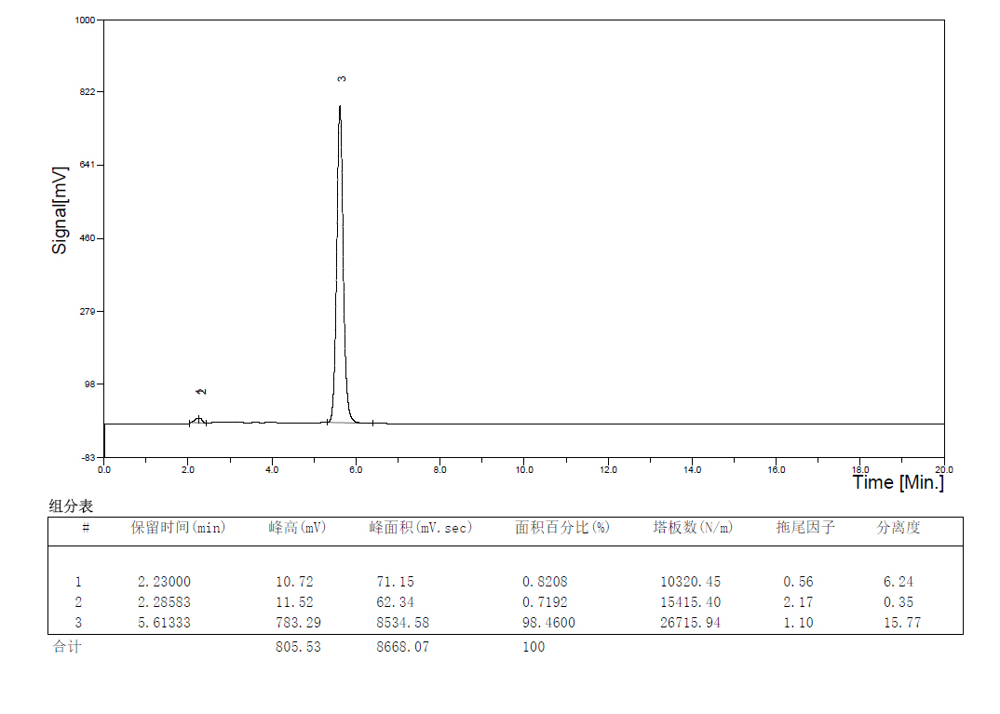 1000
3
822
641
Signal[mV]
460
279
2
98
-83
0.0 2.0 4.0 6.0 8.0 10.0 12.0 14.0 16.0 18.0 20.0
Time [Min.]
组分表
# 保留时间(min) 峰高(mV) 峰面积(mV.sec) 面积百分比(%) 塔板数(N/m) 拖尾因子 分离度
1 2.23000 10.72 71.15 0.8208 10320.45 0.56 6.24
2 2.28583 11.52 62.34 0.7192 15415.40 2.17 0.35
3 5.61333 783.29 8534.58 98.4600 26715.94 1.10 15.77
合计 805.53 8668.07 100